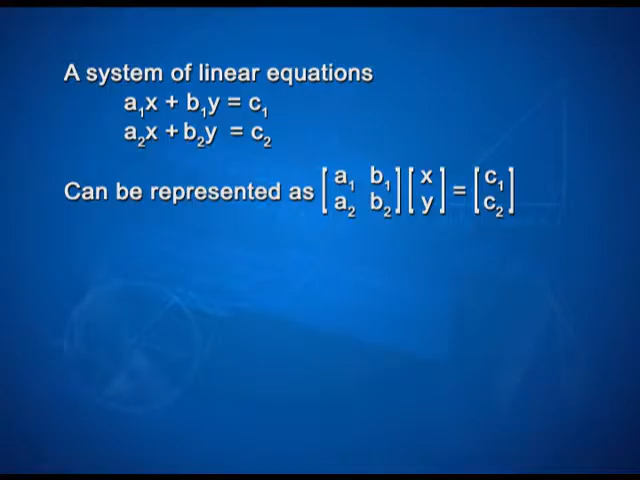 A system of linear equations
a₁x + b₁y = c₁
a₂x + b₂y = c₂
Can be represented as [a₁ b₁; a₂ b₂] [x; y] = [c₁; c₂]